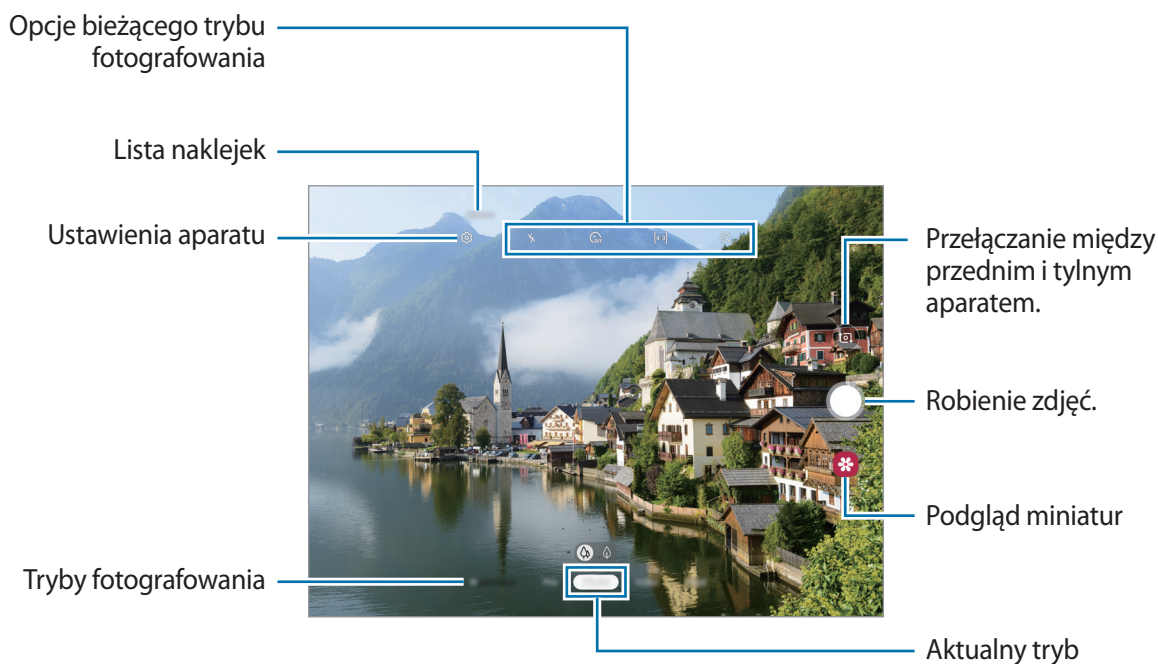 Opcje bieżącego trybu
fotografowania
Lista naklejek
Ustawienia aparatu
Przełączanie między
przednim i tylnym
aparatem.
Robienie zdjęć.
Podgląd miniatur
Tryby fotografowania
Aktualny tryb